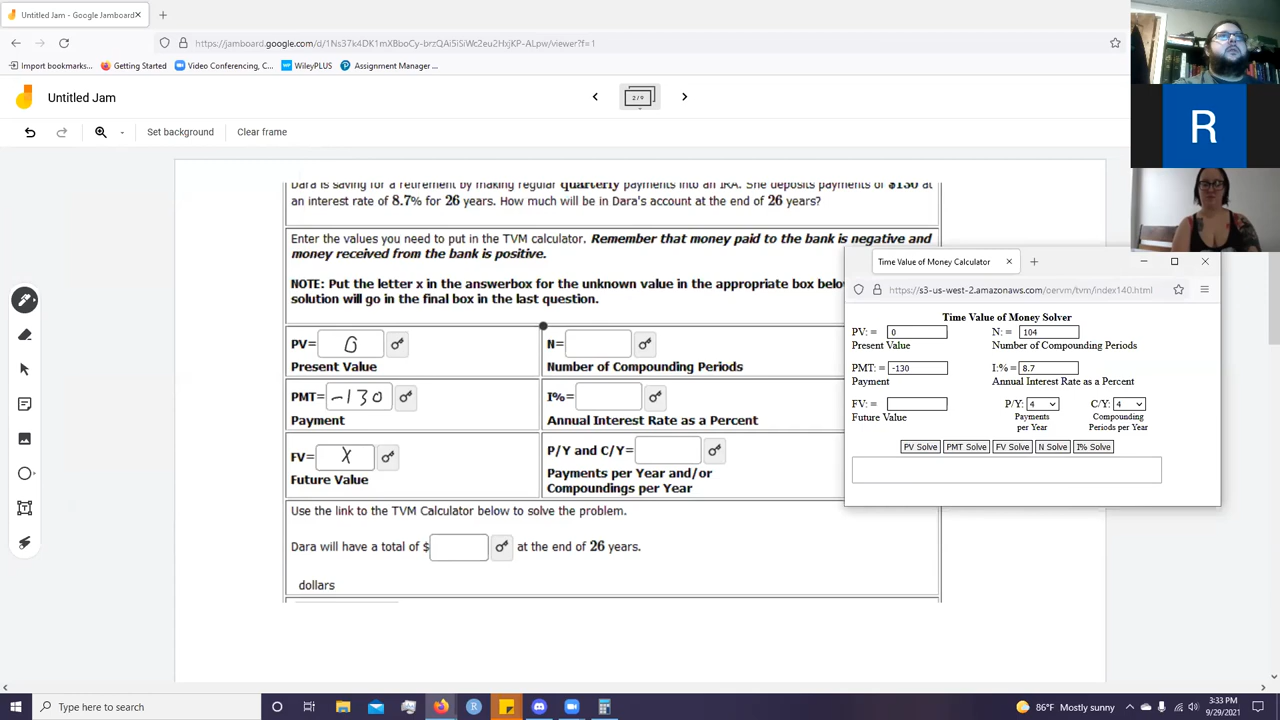 Untitled Jam - Google Jamboard
https://jamboard.google.com/d/1Ns37k4DK1mXBboCy-brzQAi5iSiWc2eu2HxjKP-ALpw/viewer?f=1
Import bookmarks... Getting Started Video Conferencing, C... WileyPLUS Assignment Manager ...
Untitled Jam
2 / 9
Set background Clear frame
R
Dara is saving for a retirement by making regular quarterly payments into an IRA. She deposits payments of $130 at
an interest rate of 8.7% for 26 years. How much will be in Dara's account at the end of 26 years?
Enter the values you need to put in the TVM calculator. Remember that money paid to the bank is negative and
money received from the bank is positive.
NOTE: Put the letter x in the answerbox for the unknown value in the appropriate box
solution will go in the final box in the last question.
PV= 0
Present Value
N=
Number of Compounding Periods
PMT= -130
Payment
I%=
Annual Interest Rate as a Percent
FV= X
Future Value
P/Y and C/Y=
Payments per Year and/or
Compoundings per Year
Use the link to the TVM Calculator below to solve the problem.
Dara will have a total of $ at the end of 26 years.
dollars
Time Value of Money Calculator
https://s3-us-west-2.amazonaws.com/oervm/tvm/index140.html
Time Value of Money Solver
PV: = 0 N: = 104
Present Value Number of Compounding Periods
PMT: = -130 I:% = 8.7
Payment Annual Interest Rate as a Percent
FV: = P/Y: 4 C/Y: 4
Future Value
Payments
per Year
Compounding
Periods per Year
PV Solve PMT Solve FV Solve N Solve I% Solve
Type here to search
86°F Mostly sunny
3:33 PM
9/29/2021